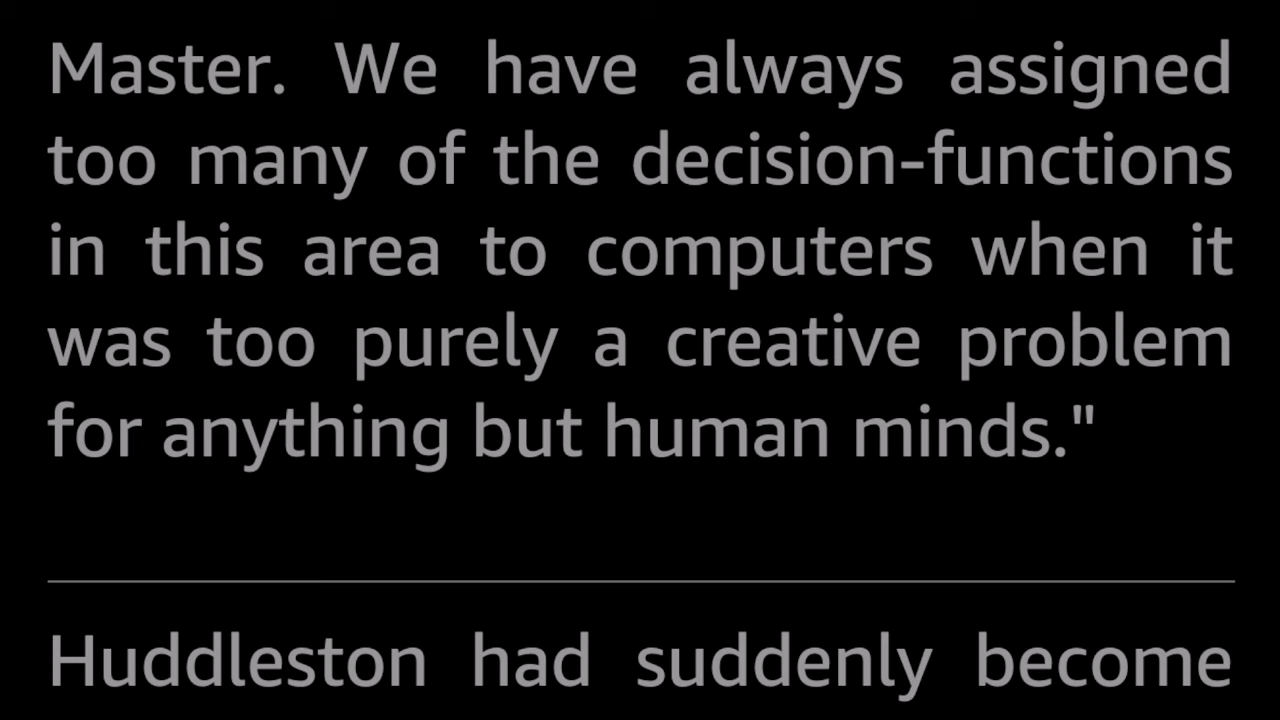 Master. We have always assigned
too many of the decision-functions
in this area to computers when it
was too purely a creative problem
for anything but human minds."
Huddleston had suddenly become